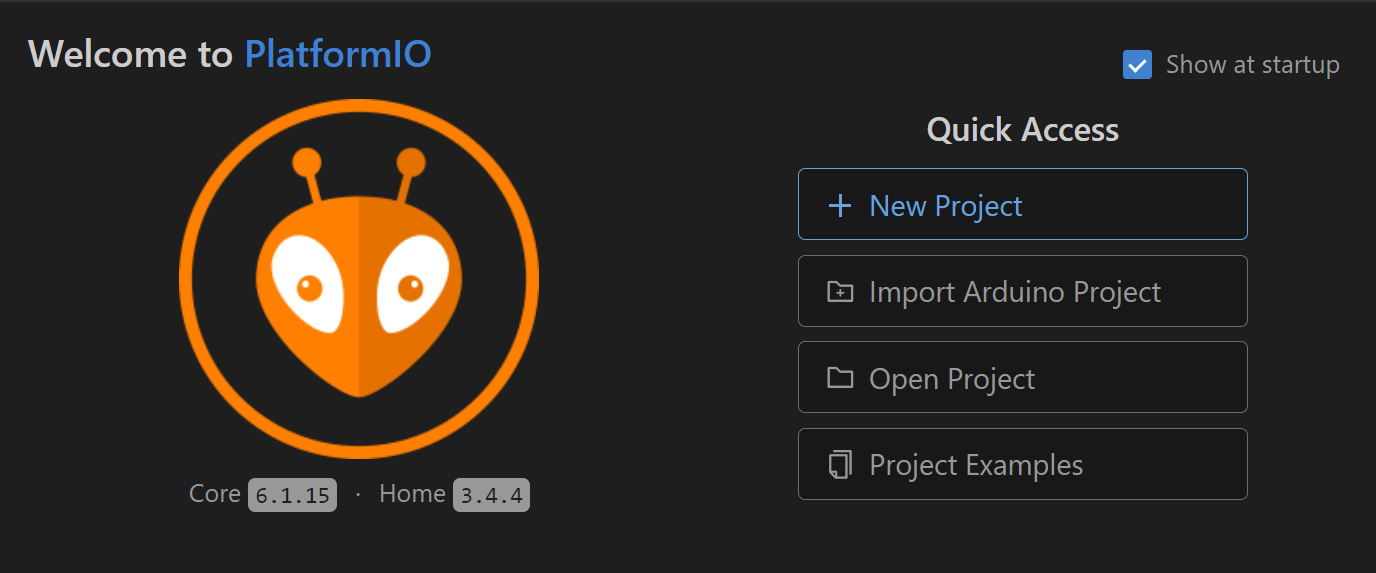 Welcome to PlatformIO
Show at startup
Quick Access
New Project
Import Arduino Project
Open Project
Project Examples
Core 6.1.15 · Home 3.4.4